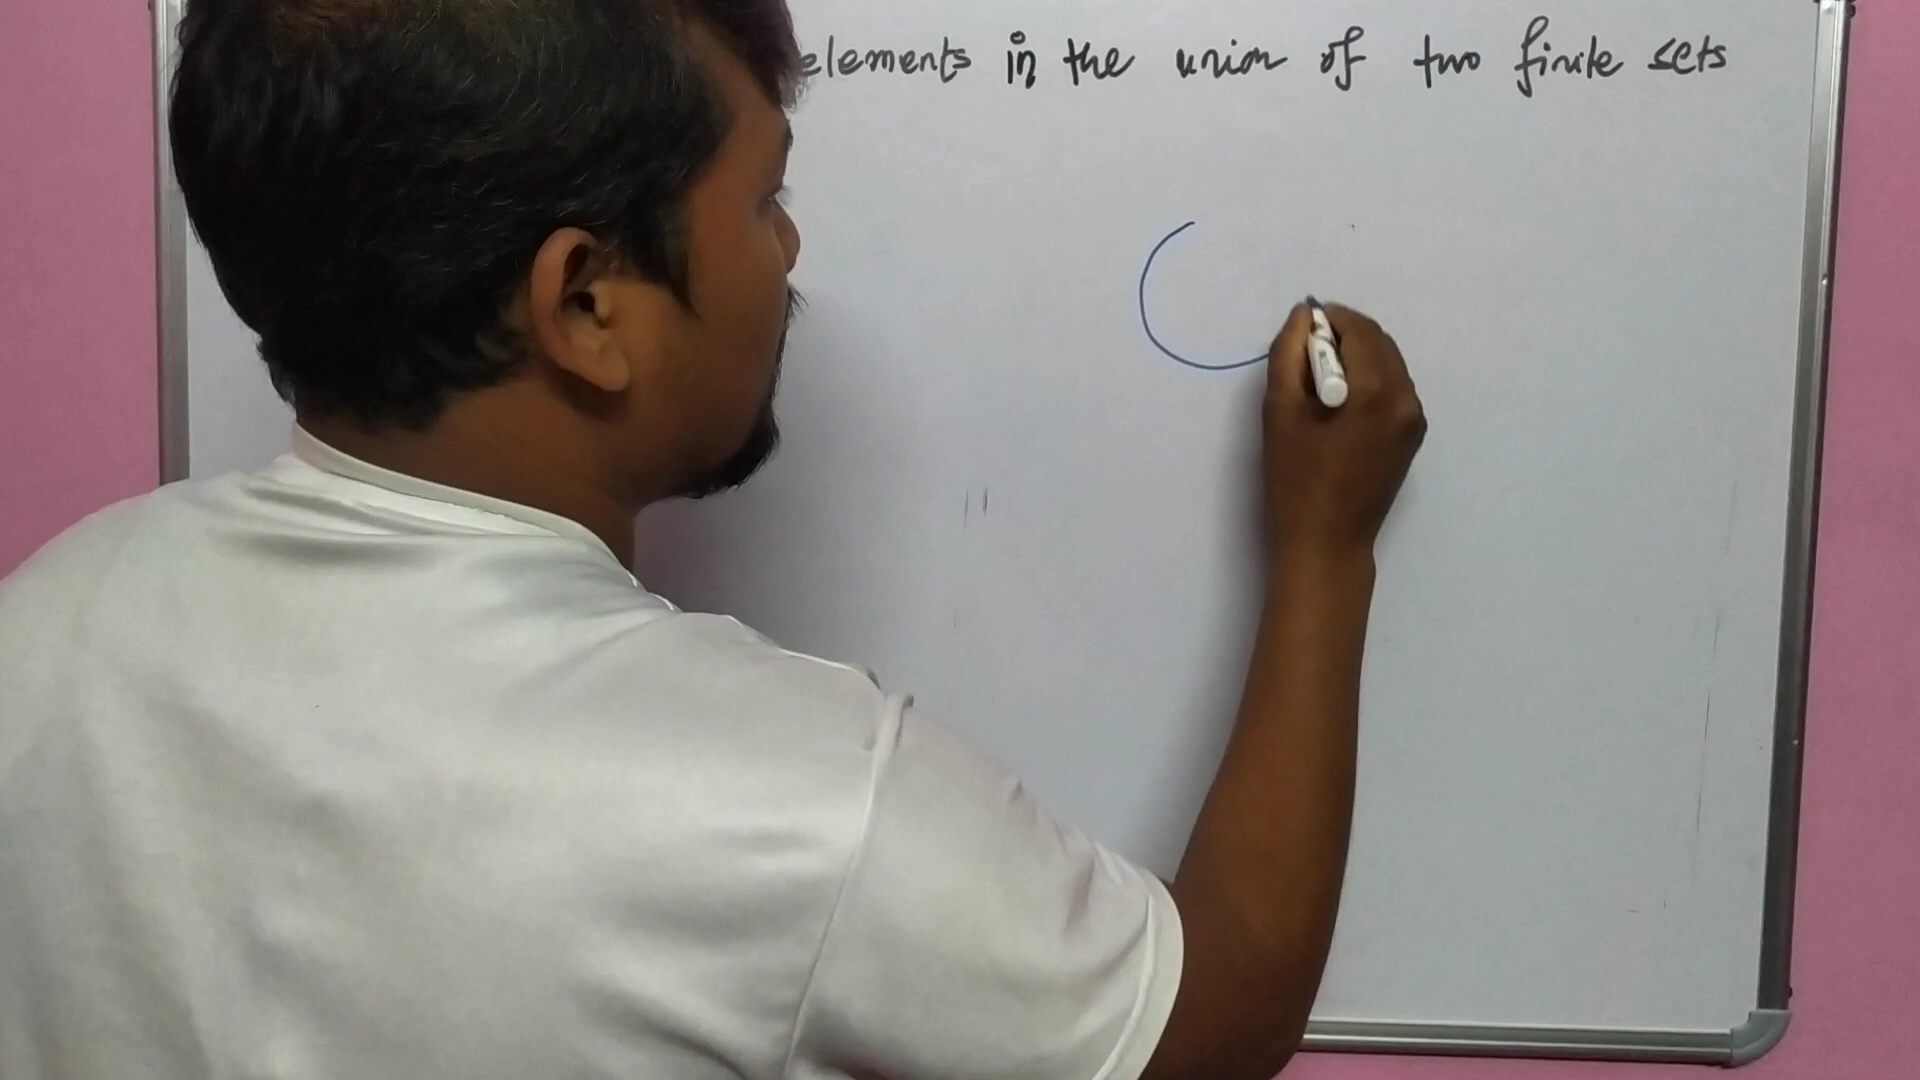 elements in the union of two finite sets